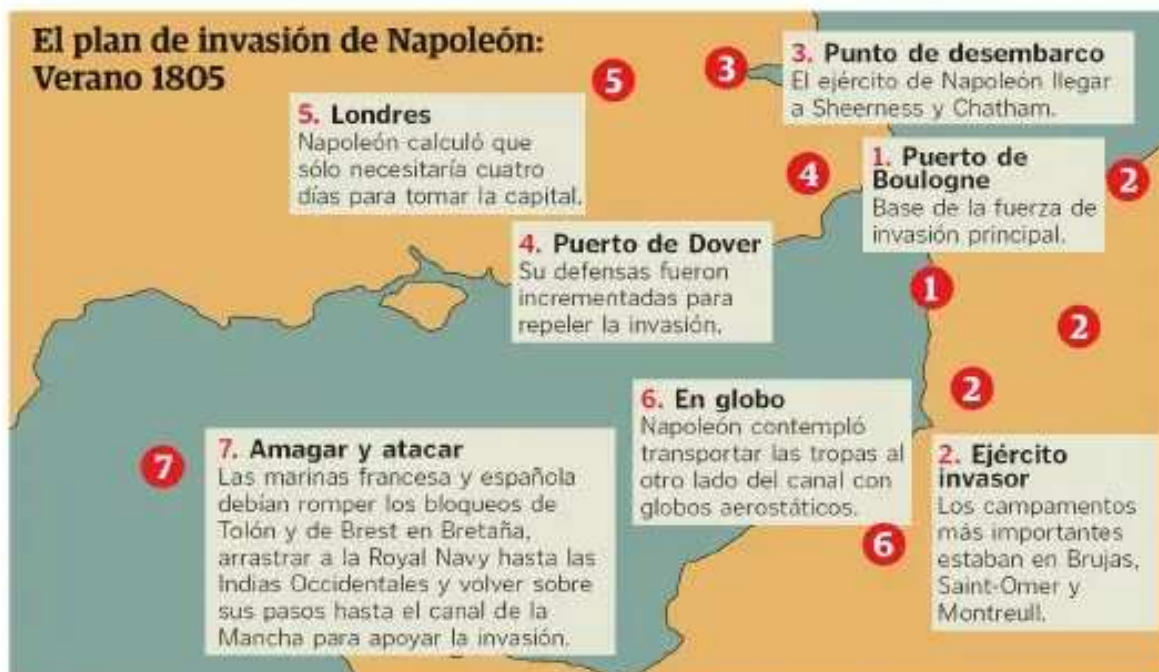 El plan de invasión de Napoleón:
Verano 1805
5
3
3. Punto de desembarco
El ejército de Napoleón llegar
a Sheerness y Chatham.
5. Londres
Napoleón calculó que
sólo necesitaría cuatro
días para tomar la capital.
4
1. Puerto de
Boulogne
Base de la fuerza de
invasión principal.
2
4. Puerto de Dover
Su defensas fueron
incrementadas para
repeler la invasión.
1
2
2
6. En globo
Napoleón contempló
transportar las tropas al
otro lado del canal con
globos aerostáticos.
7
7. Amagar y atacar
Las marinas francesa y española
debían romper los bloqueos de
Tolón y de Brest en Bretaña,
arrastrar a la Royal Navy hasta las
Indias Occidentales y volver sobre
sus pasos hasta el canal de la
Mancha para apoyar la invasión.
6
2. Ejército
invasor
Los campamentos
más importantes
estaban en Brujas,
Saint-Omer y
Montreull.